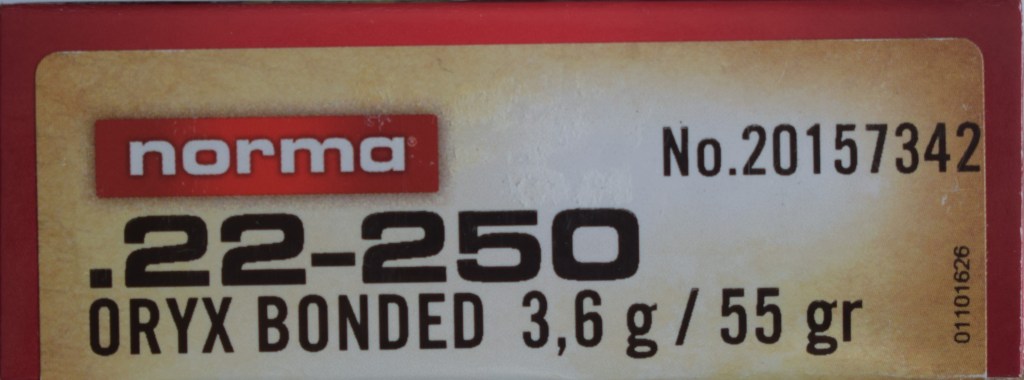 norma®
No.20157342
.22-250
ORYX BONDED 3,6 g / 55 gr
01101626